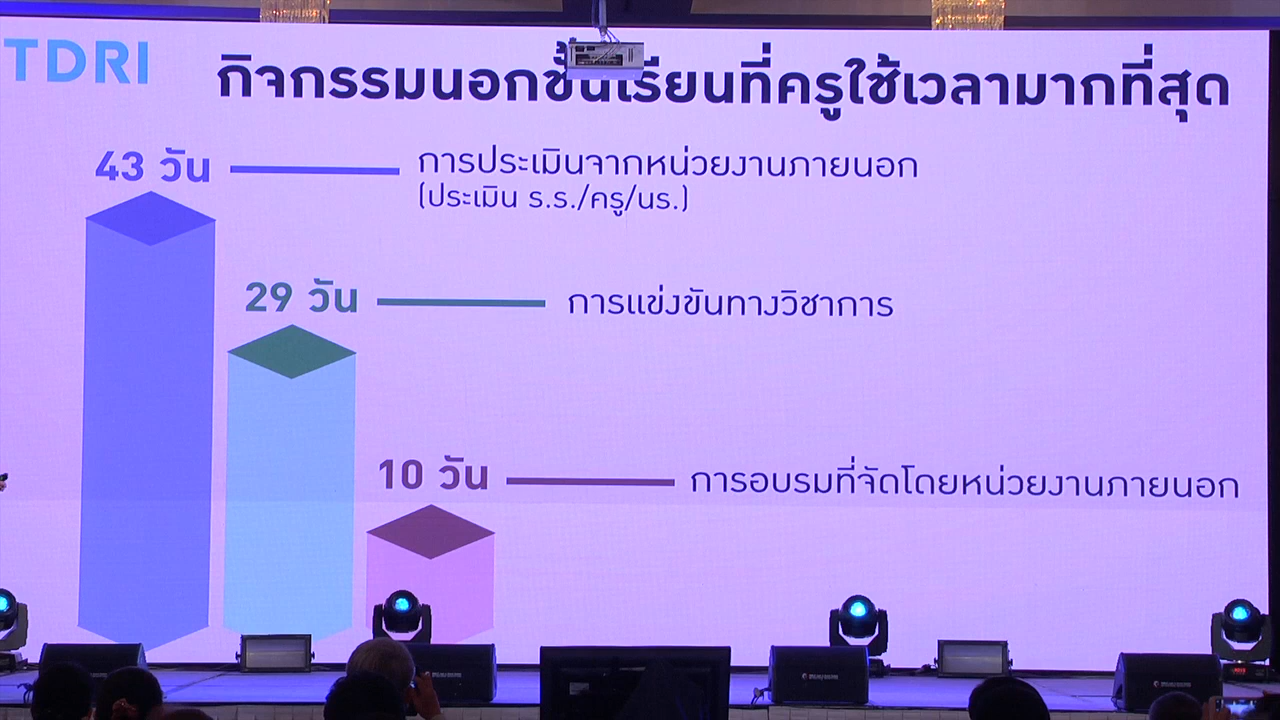 TDRI
กิจกรรมนอกชั้นเรียนที่ครูใช้เวลามากที่สุด
43 วัน
การประเมินจากหน่วยงานภายนอก
(ประเมิน ร.ร./ครู/นร.)
29 วัน
การแข่งขันทางวิชาการ
10 วัน
การอบรมที่จัดโดยหน่วยงานภายนอก